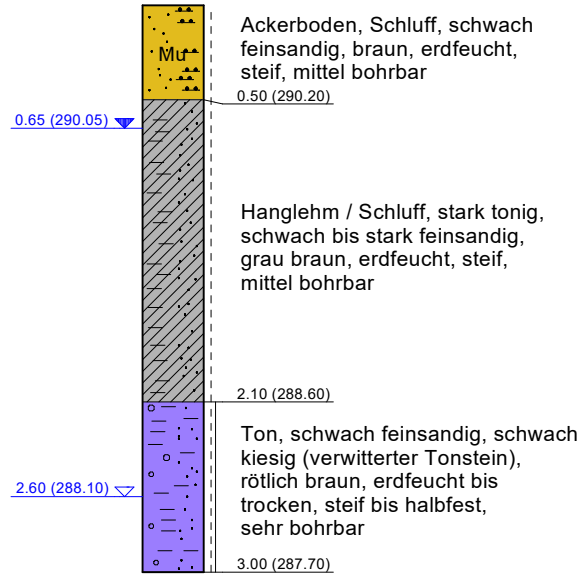 Ackerboden, Schluff, schwach
feinsandig, braun, erdfeucht,
steif, mittel bohrbar
Mu
0.50 (290.20)
0.65 (290.05)
Hanglehm / Schluff, stark tonig,
schwach bis stark feinsandig,
grau braun, erdfeucht, steif,
mittel bohrbar
2.10 (288.60)
Ton, schwach feinsandig, schwach
kiesig (verwitterter Tonstein),
rötlich braun, erdfeucht bis
trocken, steif bis halbfest,
sehr bohrbar
2.60 (288.10)
3.00 (287.70)